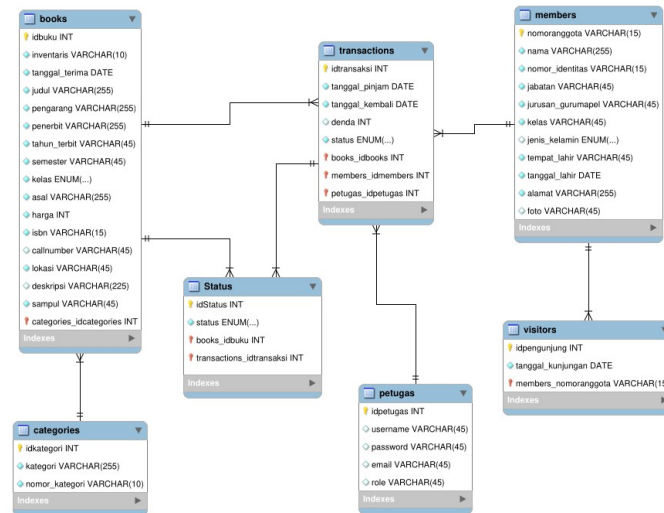 books
idbuku INT
inventaris VARCHAR(10)
tanggal_terima DATE
judul VARCHAR(255)
pengarang VARCHAR(255)
penerbit VARCHAR(255)
tahun_terbit VARCHAR(45)
semester VARCHAR(45)
kelas ENUM(...)
asal VARCHAR(255)
harga INT
isbn VARCHAR(15)
callnumber VARCHAR(45)
lokasi VARCHAR(45)
deskripsi VARCHAR(225)
sampul VARCHAR(45)
categories_idcategories INT
Indexes
categories
idkategori INT
kategori VARCHAR(255)
nomor_kategori VARCHAR(10)
Indexes
Status
idStatus INT
status ENUM(...)
books_idbuku INT
transactions_idtransaksi INT
Indexes
transactions
idtransaksi INT
tanggal_pinjam DATE
tanggal_kembali DATE
denda INT
status ENUM(...)
books_idbooks INT
members_idmembers INT
petugas_idpetugas INT
Indexes
petugas
idpetugas INT
username VARCHAR(45)
password VARCHAR(45)
email VARCHAR(45)
role VARCHAR(45)
Indexes
members
nomoranggota VARCHAR(15)
nama VARCHAR(255)
nomor_identitas VARCHAR(15)
jabatan VARCHAR(45)
jurusan_gurumapel VARCHAR(45)
kelas VARCHAR(45)
jenis_kelamin ENUM(...)
tempat_lahir VARCHAR(45)
tanggal_lahir DATE
alamat VARCHAR(255)
foto VARCHAR(45)
Indexes
visitors
idpengunjung INT
tanggal_kunjungan DATE
members_nomoranggota VARCHAR(15
Indexes